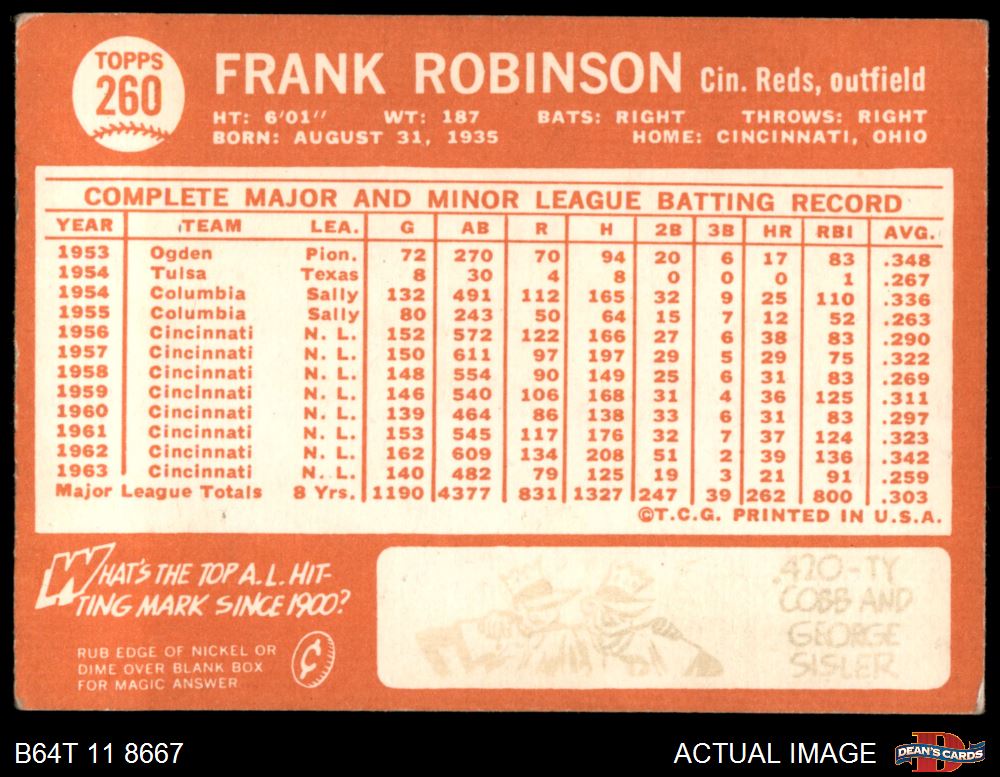 TOPPS
260
FRANK ROBINSON Cin. Reds, outfield
HT: 6'01" WT: 187 BATS: RIGHT THROWS: RIGHT
BORN: AUGUST 31, 1935 HOME: CINCINNATI, OHIO
COMPLETE MAJOR AND MINOR LEAGUE BATTING RECORD
YEAR TEAM LEA. G AB R H 2B 3B HR RBI AVG.
1953 Ogden Pion. 72 270 70 94 20 6 17 83 .348
1954 Tulsa Texas 8 30 4 8 0 0 0 1 .267
1954 Columbia Sally 132 491 112 165 32 9 25 110 .336
1955 Columbia Sally 80 243 50 64 15 7 12 52 .263
1956 Cincinnati N. L. 152 572 122 166 27 6 38 83 .290
1957 Cincinnati N. L. 150 611 97 197 29 5 29 75 .322
1958 Cincinnati N. L. 148 554 90 149 25 6 31 83 .269
1959 Cincinnati N. L. 146 540 106 168 31 4 36 125 .311
1960 Cincinnati N. L. 139 464 86 138 33 6 31 83 .297
1961 Cincinnati N. L. 153 545 117 176 32 7 37 124 .323
1962 Cincinnati N. L. 162 609 134 208 51 2 39 136 .342
1963 Cincinnati N. L. 140 482 79 125 19 3 21 91 .259
Major League Totals 8 Yrs. 1190 4377 831 1327 247 39 262 800 .303
©T.C.G. PRINTED IN U.S.A.
WHAT'S THE TOP A.L. HIT-
TING MARK SINCE 1900?
RUB EDGE OF NICKEL OR
DIME OVER BLANK BOX
FOR MAGIC ANSWER
.420-TY
COBB AND
GEORGE
SISLER
B64T 11 8667 ACTUAL IMAGE DEAN'S CARDS